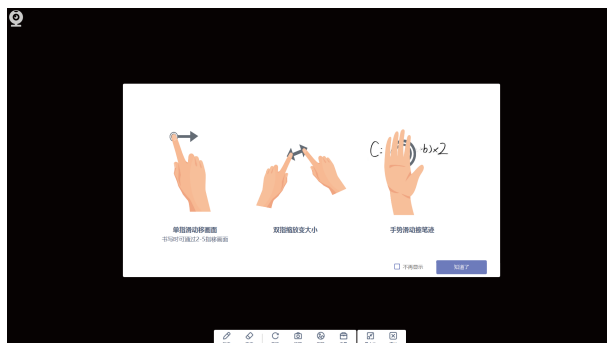 C: ·b)×2
单指滑动移画面
书写时可通过2-5指移画面
双指缩放变大小
手势滑动擦笔迹
不再提示
知道了